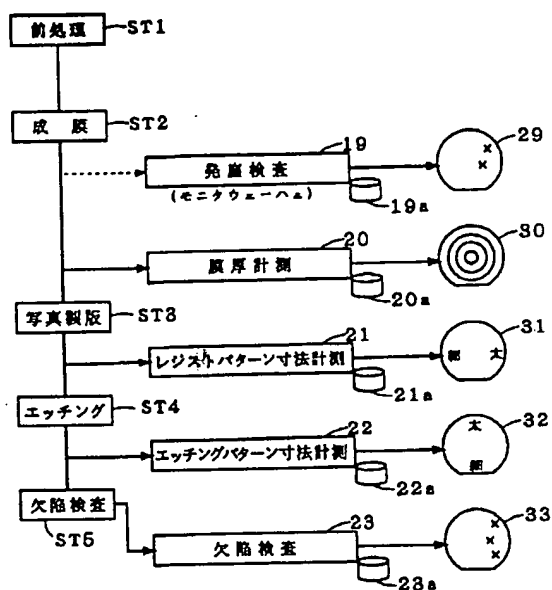 前処理 ST1
成膜 ST2
19
発塵検査
(モニタウェーハ)
19a
29
× ×
20
膜厚計測
20a
30
写真製版 ST3
21
レジストパターン寸法計測
21a
31
細 太
エッチング ST4
22
エッチングパターン寸法計測
22a
32
太
細
欠陥検査
ST5
23
欠陥検査
23a
33
× × ×